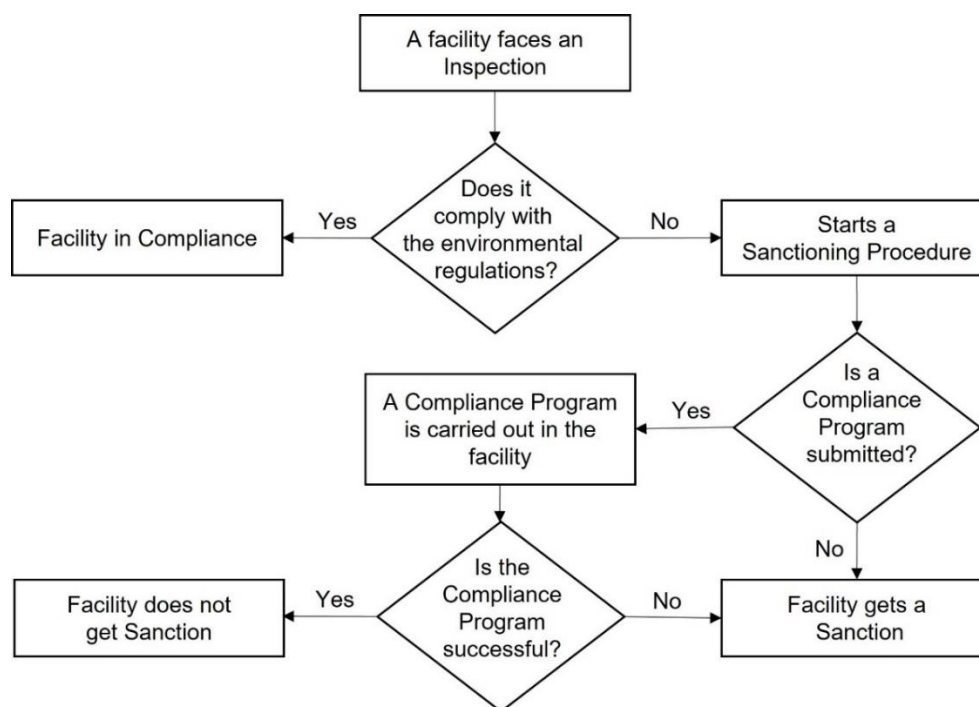 A facility faces an
Inspection
Does it
comply with
the environmental
regulations?
Yes
No
Facility in Compliance
Starts a
Sanctioning Procedure
Is a
Compliance
Program
submitted?
Yes
No
A Compliance Program
is carried out in the
facility
Is the
Compliance
Program
successful?
Yes
No
Facility does not
get Sanction
Facility gets a
Sanction